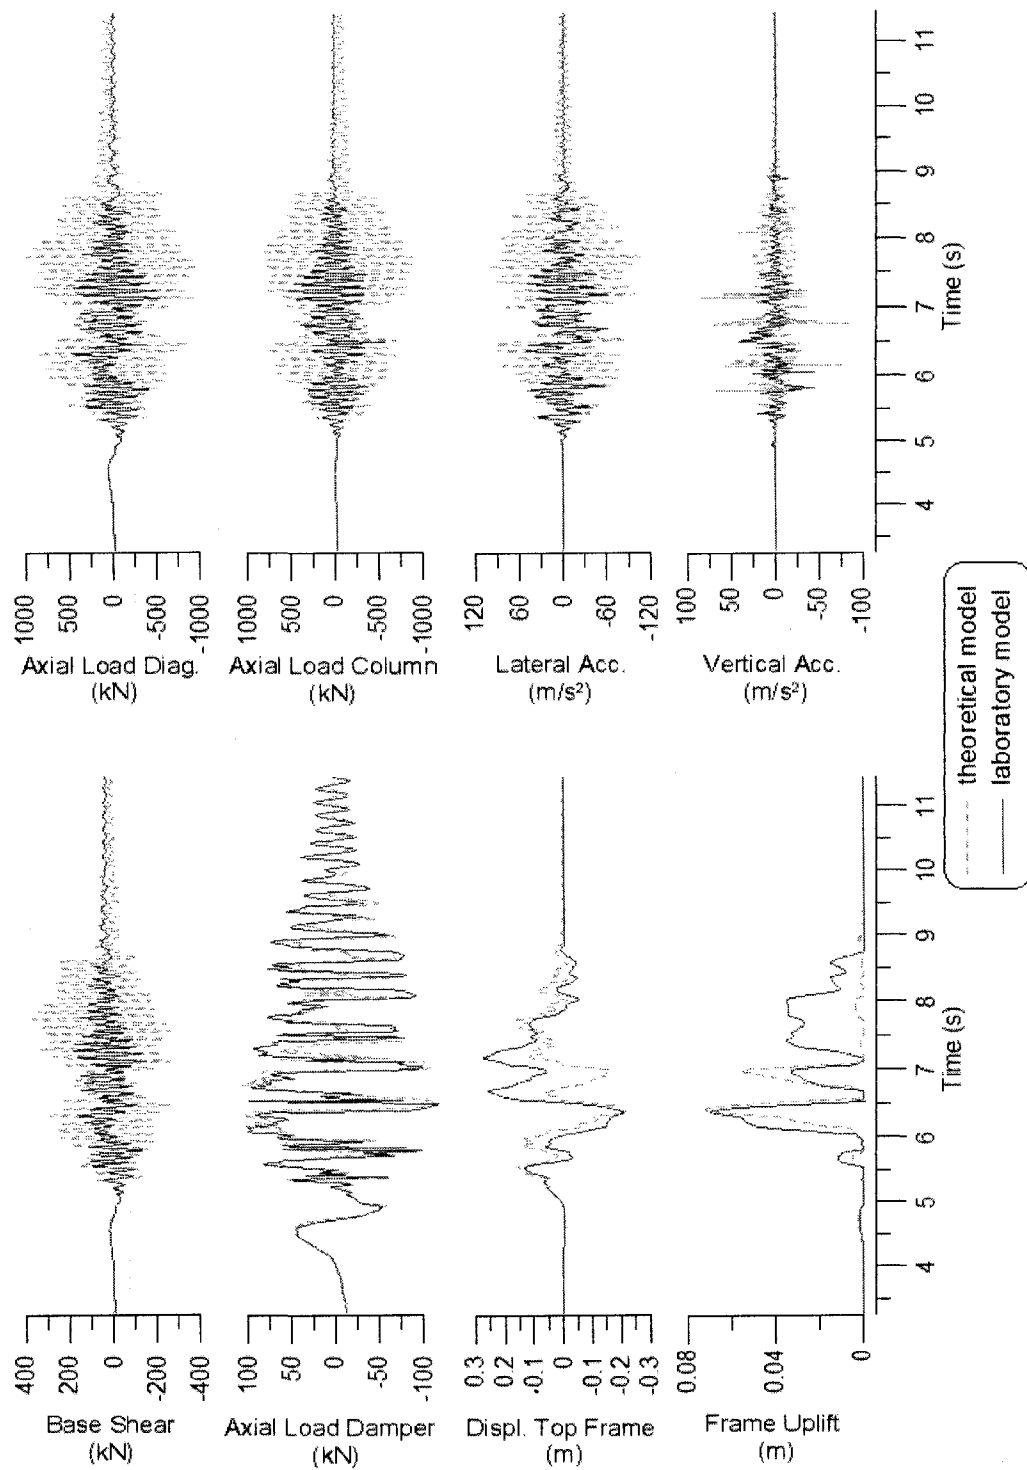 1000
500
0
-500
-1000
Axial Load Diag.
(kN)
1000
500
0
-500
-1000
Axial Load Column
(kN)
120
60
0
-60
-120
Lateral Acc.
(m/s²)
100
50
0
-50
-100
Vertical Acc.
(m/s²)
4 5 6 7 8 9 10 11
Time (s)
400
200
0
-200
-400
Base Shear
(kN)
100
50
0
-50
-100
Axial Load Damper
(kN)
0.3
0.2
0.1
0
-0.1
-0.2
-0.3
Displ. Top Frame
(m)
0.08
0.04
0
Frame Uplift
(m)
4 5 6 7 8 9 10 11
Time (s)
theoretical model
laboratory model